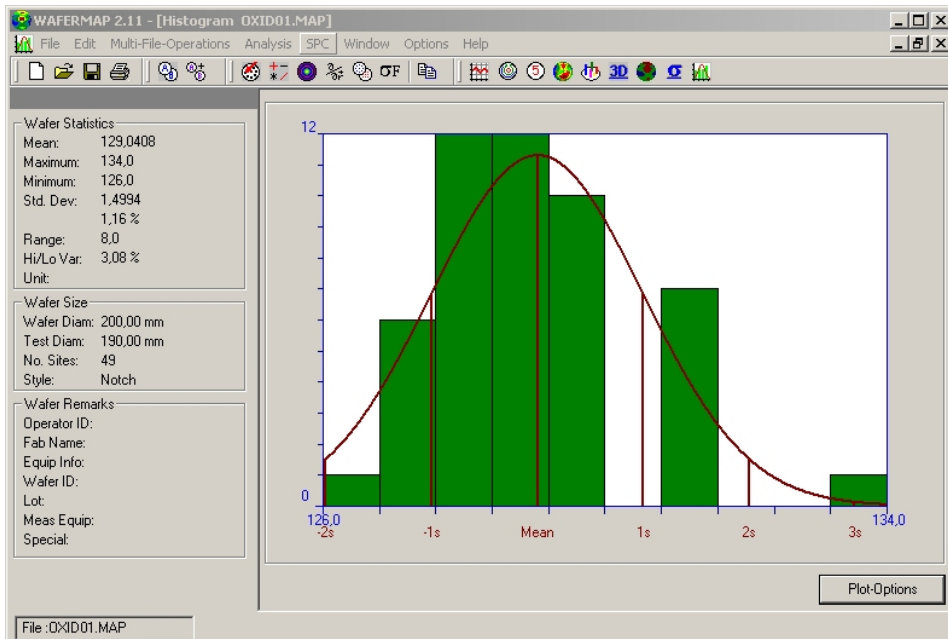 WAFERMAP 2.11 - [Histogram OXID01.MAP]
File Edit Multi-File-Operations Analysis SPC Window Options Help
5 σF 3D σ
Wafer Statistics
Mean: 129,0408
Maximum: 134,0
Minimum: 126,0
Std. Dev: 1,4994
1,16 %
Range: 8,0
Hi/Lo Var: 3,08 %
Unit:
Wafer Size
Wafer Diam: 200,00 mm
Test Diam: 190,00 mm
No. Sites: 49
Style: Notch
Wafer Remarks
Operator ID:
Fab Name:
Equip Info:
Wafer ID:
Lot:
Meas Equip:
Special:
12
0
126,0 134,0
-2s -1s Mean 1s 2s 3s
Plot-Options
File :OXID01.MAP